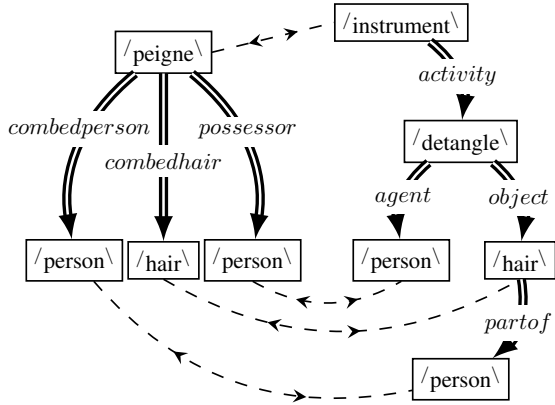 /peigne\
/instrument\
activity
combedperson
possessor
/detangle\
combedhair
agent
object
/person\
/hair\
/person\
/person\
/hair\
partof
/person\